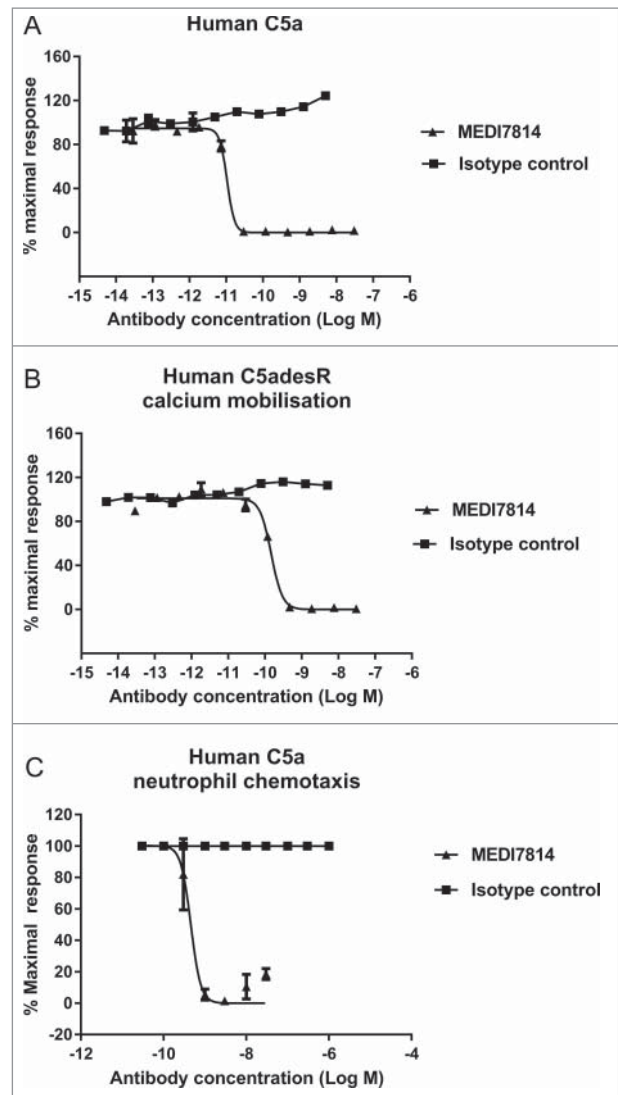 A
Human C5a
160
120
80
40
0
% maximal response
-15 -14 -13 -12 -11 -10 -9 -8 -7 -6
Antibody concentration (Log M)
MEDI7814
Isotype control
B
Human C5adesR
calcium mobilisation
160
120
80
40
0
% maximal response
-15 -14 -13 -12 -11 -10 -9 -8 -7 -6
Antibody concentration (Log M)
MEDI7814
Isotype control
C
Human C5a
neutrophil chemotaxis
120
100
80
60
40
20
0
-20
% Maximal response
-12 -10 -8 -6 -4
Antibody concentration (Log M)
MEDI7814
Isotype control